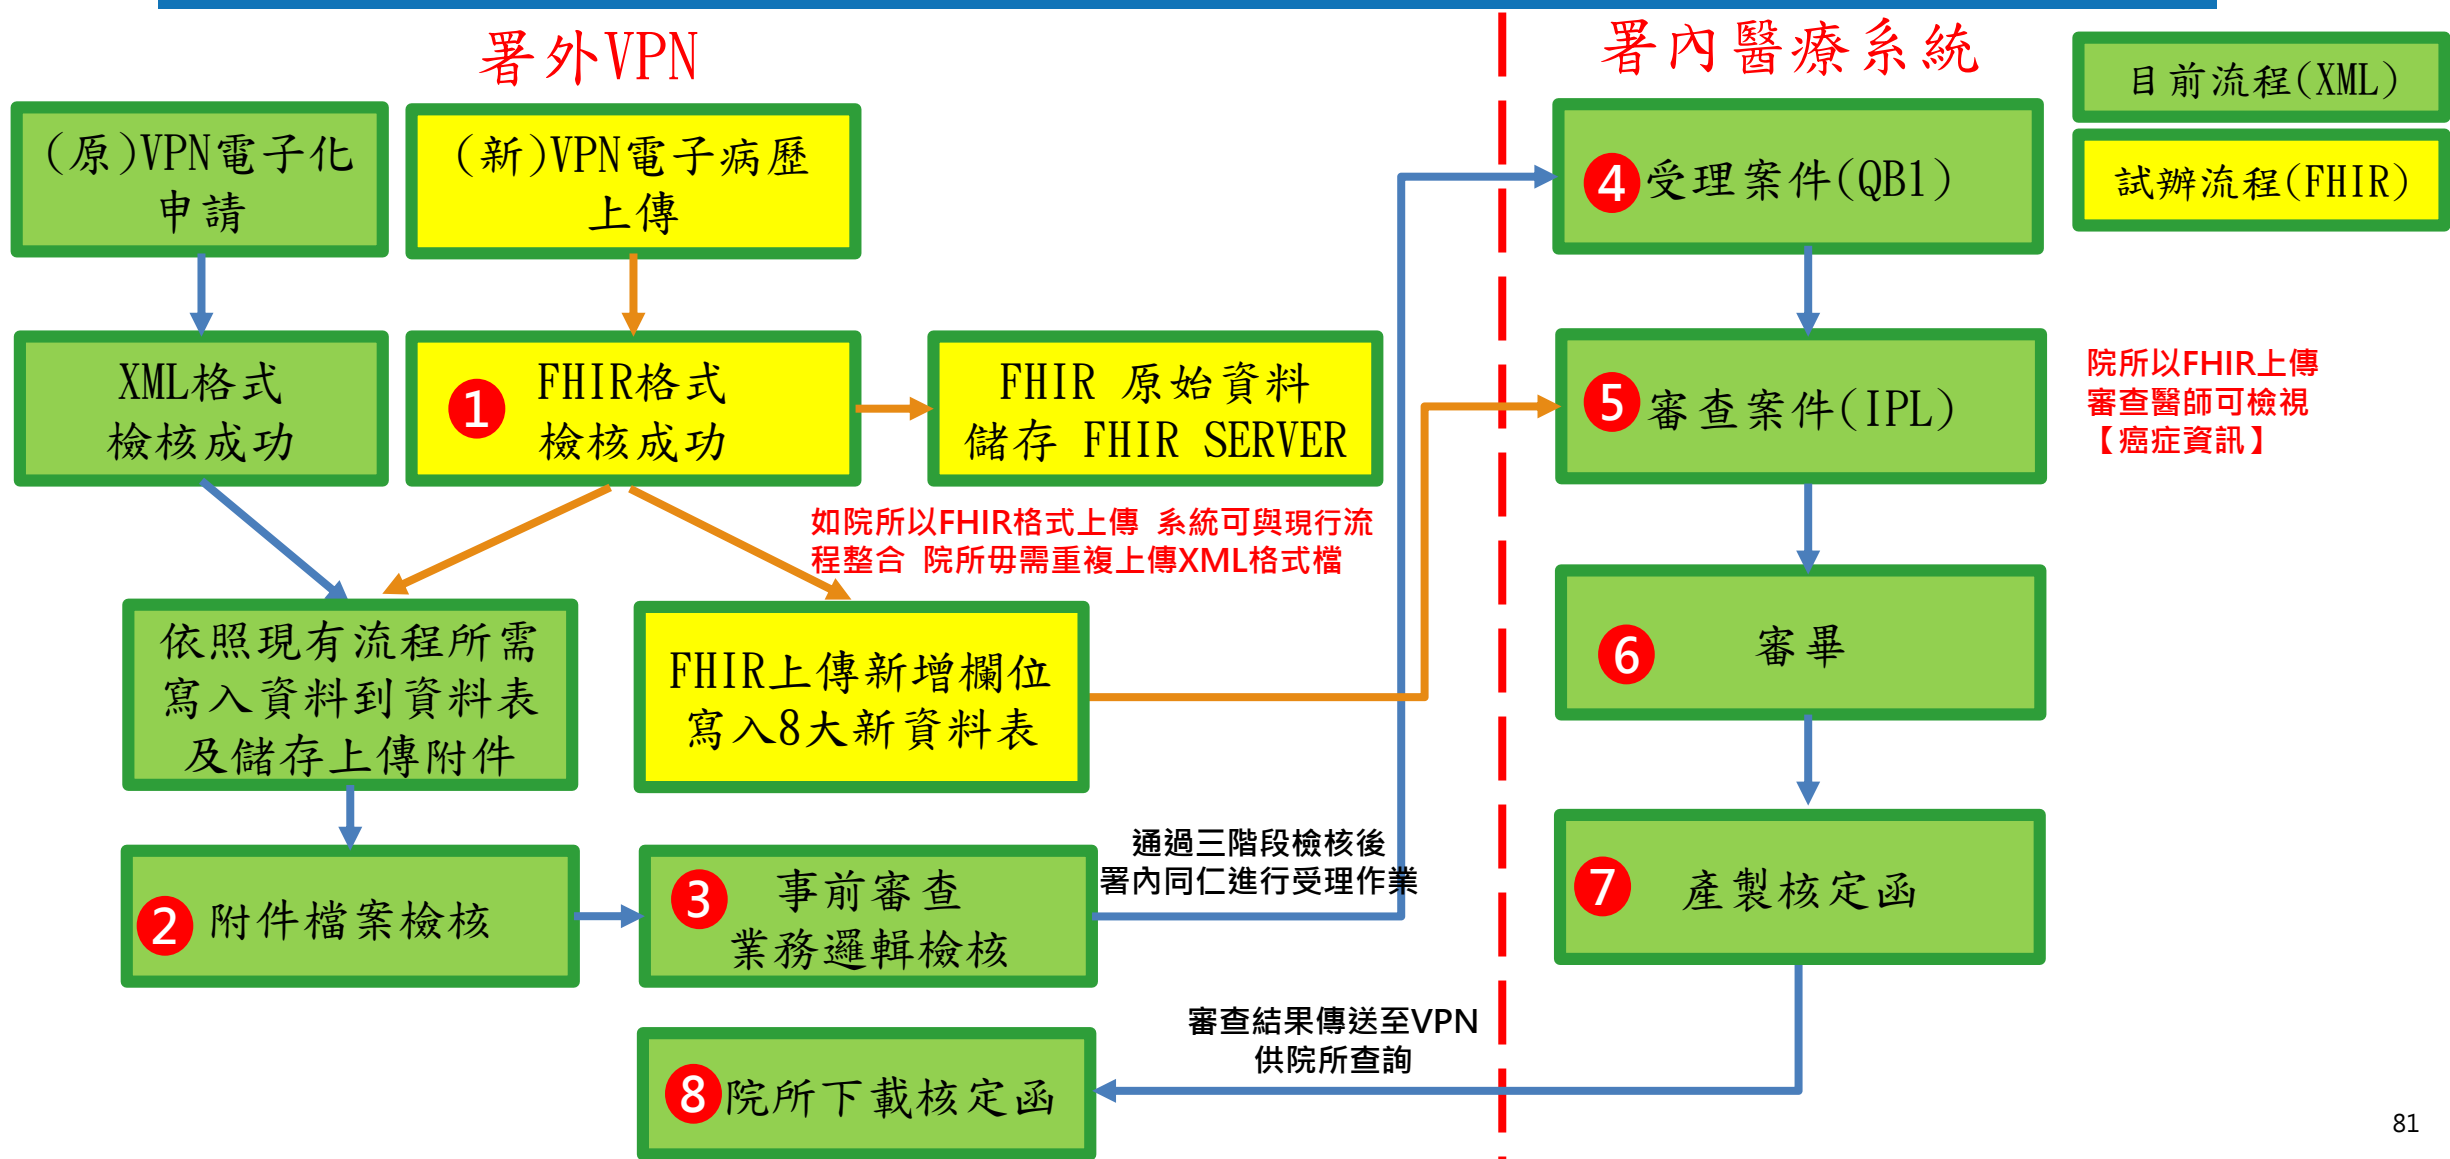 署外VPN
署內醫療系統
目前流程(XML)
試辦流程(FHIR)
(原)VPN電子化
申請
(新)VPN電子病歷
上傳
XML格式
檢核成功
1
FHIR格式
檢核成功
FHIR 原始資料
儲存 FHIR SERVER
如院所以FHIR格式上傳 系統可與現行流
程整合 院所毋需重複上傳XML格式檔
依照現有流程所需
寫入資料到資料表
及儲存上傳附件
FHIR上傳新增欄位
寫入8大新資料表
2 附件檔案檢核
3 事前審查
業務邏輯檢核
通過三階段檢核後
署內同仁進行受理作業
4 受理案件(QB1)
5 審查案件(IPL)
院所以FHIR上傳
審查醫師可檢視
【癌症資訊】
6 審畢
7 產製核定函
審查結果傳送至VPN
供院所查詢
8 院所下載核定函
81